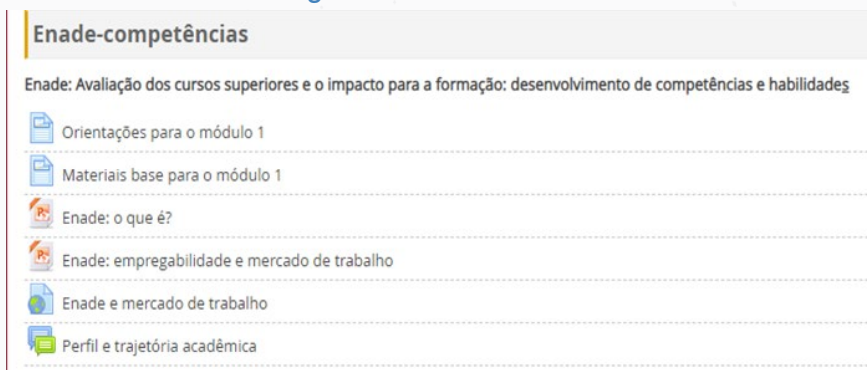 Enade-competências
Enade: Avaliação dos cursos superiores e o impacto para a formação: desenvolvimento de competências e habilidades
Orientações para o módulo 1
Materiais base para o módulo 1
Enade: o que é?
Enade: empregabilidade e mercado de trabalho
Enade e mercado de trabalho
Perfil e trajetória acadêmica